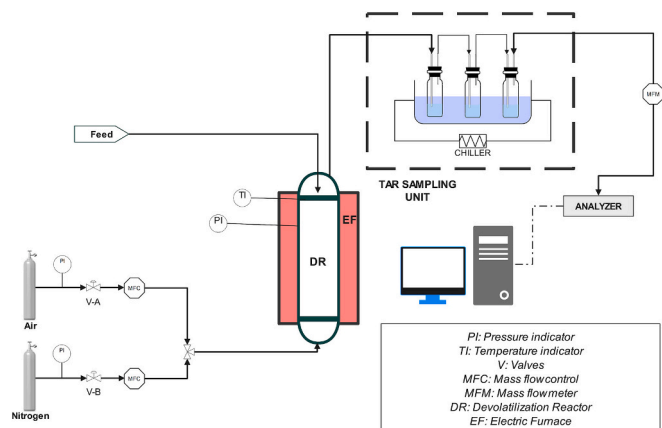 MFM
Feed
CHILLER
TAR SAMPLING
UNIT
TI
ANALYZER
PI
EF
DR
PI
MFC
V-A
Air
PI
MFC
V-B
Nitrogen
PI: Pressure indicator
TI: Temperature indicator
V: Valves
MFC: Mass flowcontrol
MFM: Mass flowmeter
DR: Devolatilization Reactor
EF: Electric Furnace